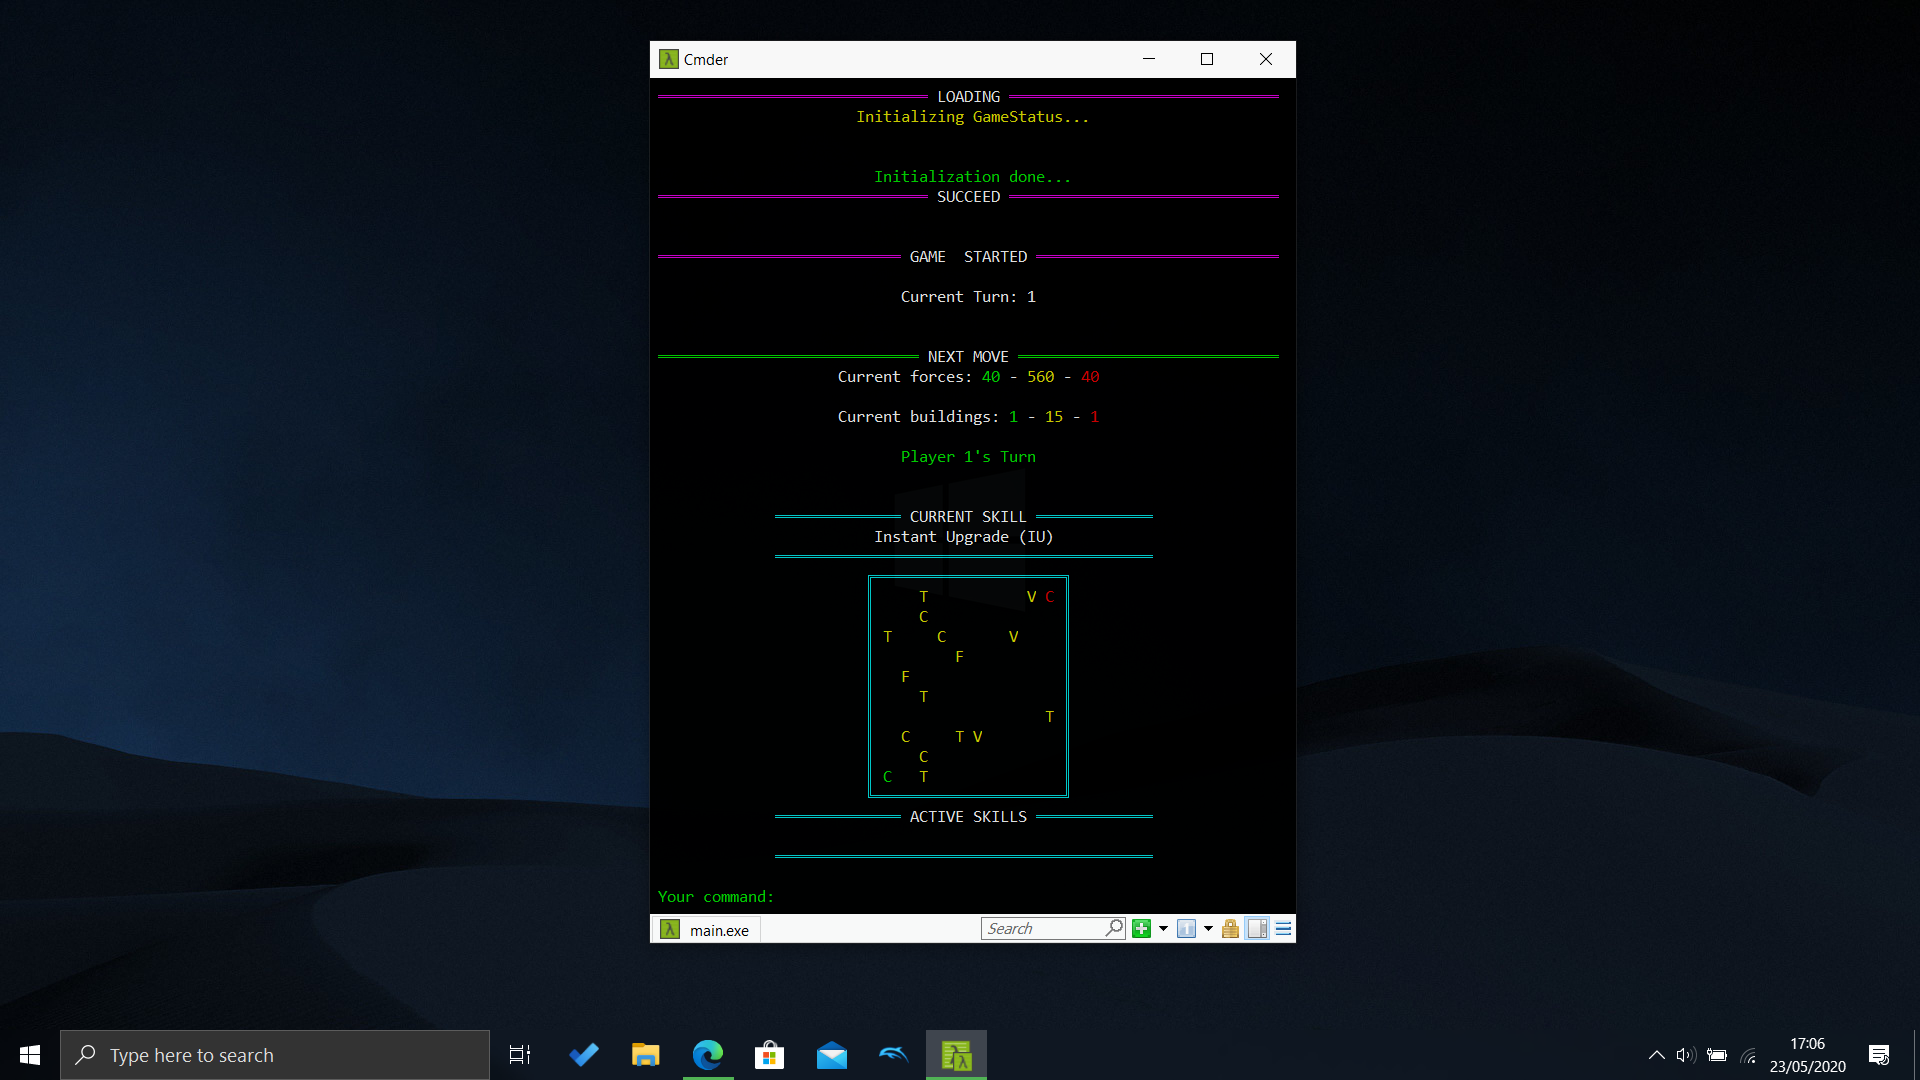 Cmder
LOADING
Initializing GameStatus...
Initialization done...
SUCCEED
GAME  STARTED
Current Turn: 1
NEXT MOVE
Current forces: 40 - 560 - 40
Current buildings: 1 - 15 - 1
Player 1's Turn
CURRENT SKILL
Instant Upgrade (IU)
T V C
C
T C V
F
F
T
T
C T V
C
C T
ACTIVE SKILLS
Your command:
main.exe Search
Type here to search
17:06
23/05/2020